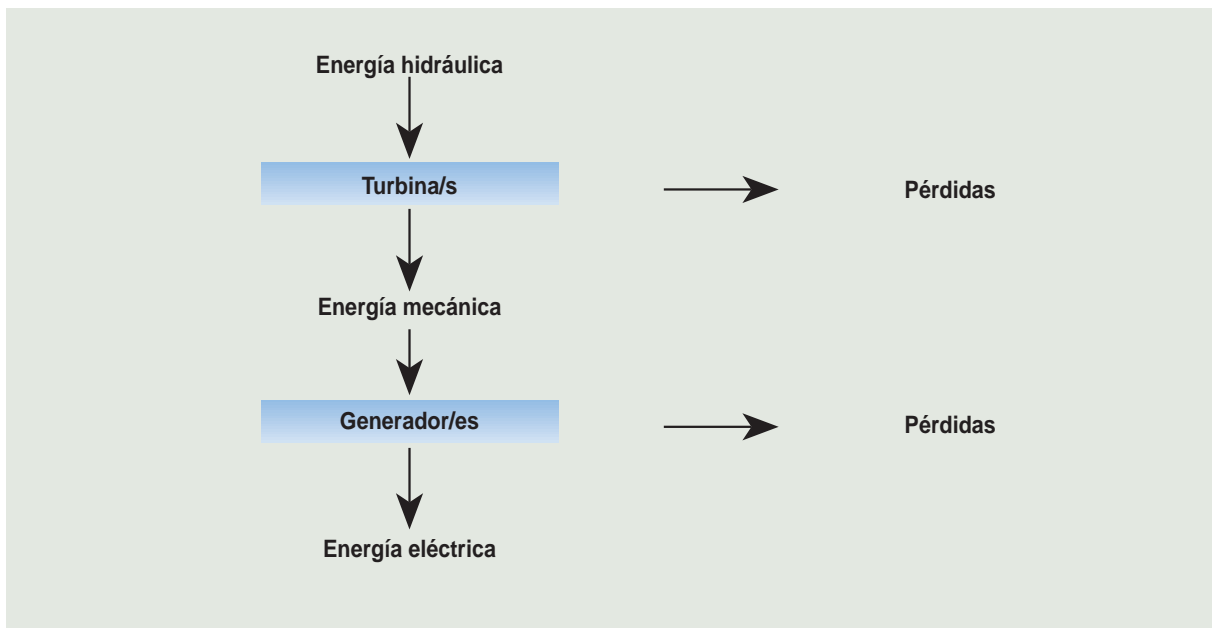 Energía hidráulica
Turbina/s
Pérdidas
Energía mecánica
Generador/es
Pérdidas
Energía eléctrica